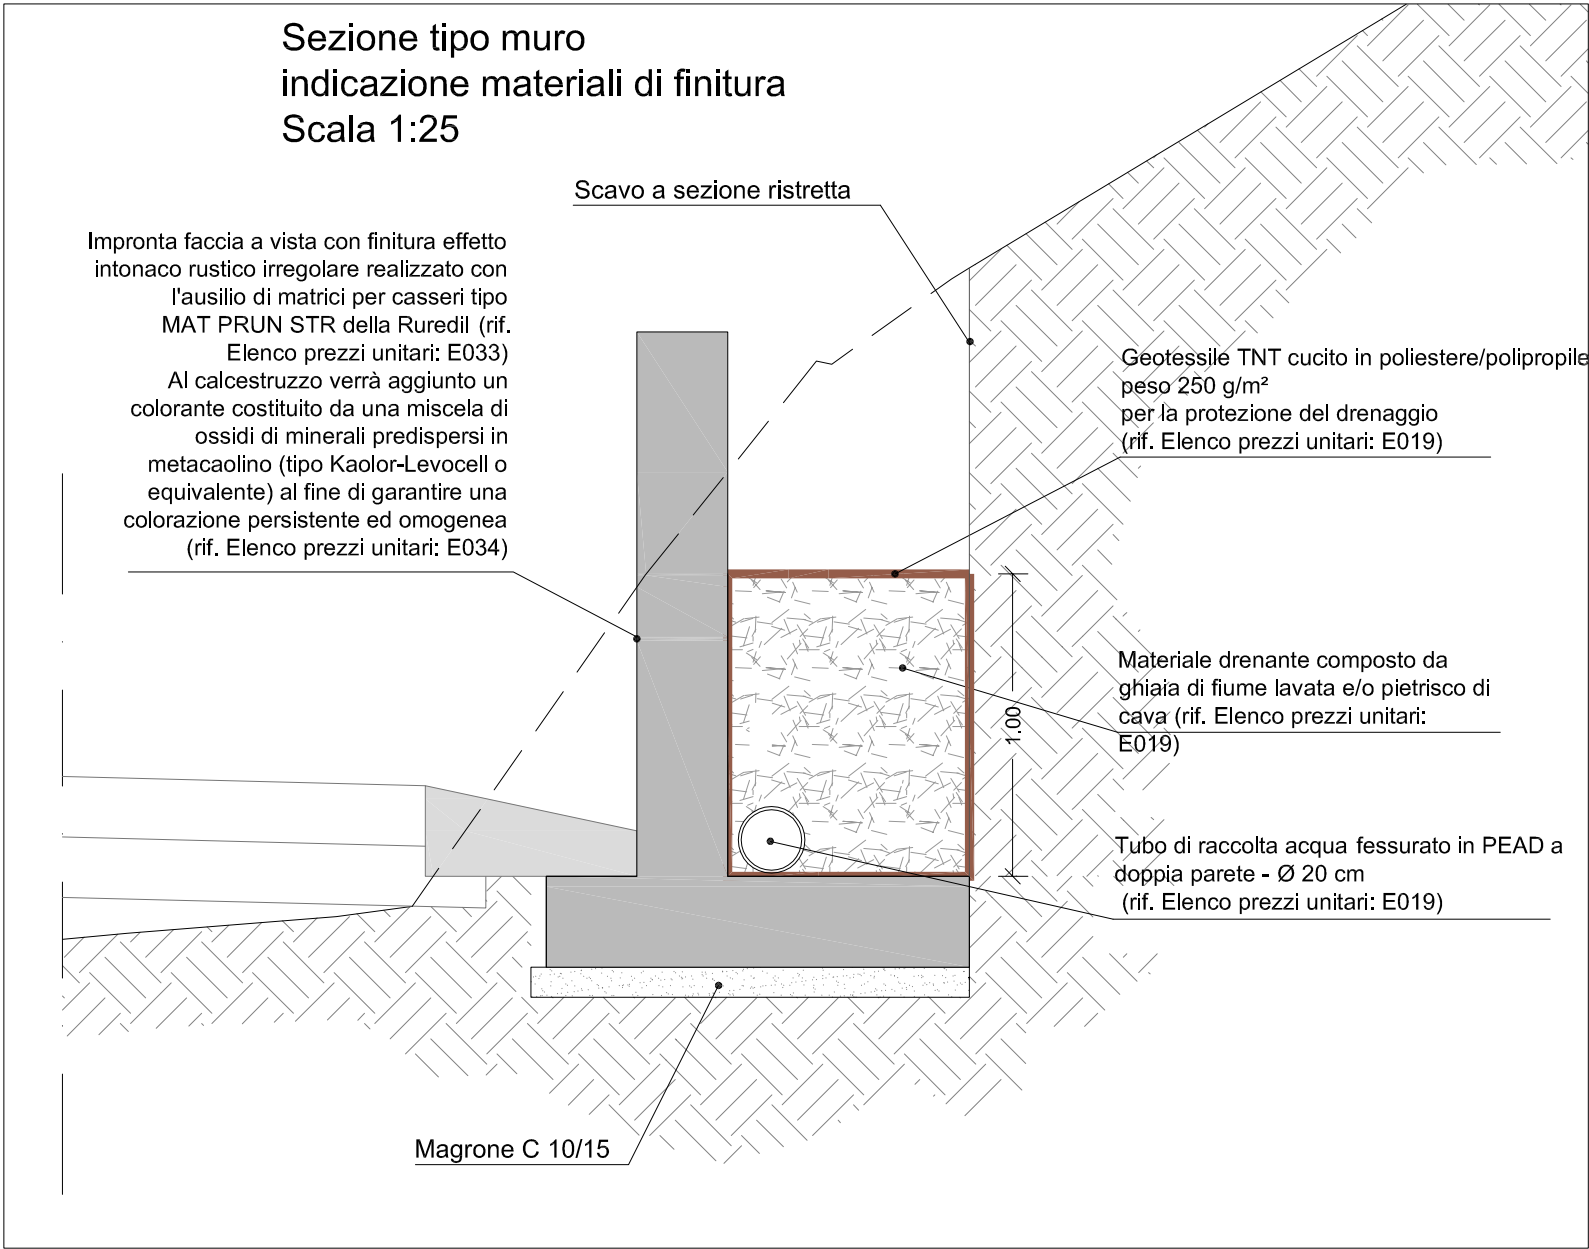 Sezione tipo muro
indicazione materiali di finitura
Scala 1:25
Scavo a sezione ristretta
Impronta faccia a vista con finitura effetto
intonaco rustico irregolare realizzato con
l'ausilio di matrici per casseri tipo
MAT PRUN STR della Ruredil (rif.
Elenco prezzi unitari: E033)
Al calcestruzzo verrà aggiunto un
colorante costituito da una miscela di
ossidi di minerali predispersi in
metacaolino (tipo Kaolor-Levocell o
equivalente) al fine di garantire una
colorazione persistente ed omogenea
(rif. Elenco prezzi unitari: E034)
Geotessile TNT cucito in poliestere/polipropile
peso 250 g/m²
per la protezione del drenaggio
(rif. Elenco prezzi unitari: E019)
Materiale drenante composto da
ghiaia di fiume lavata e/o pietrisco di
cava (rif. Elenco prezzi unitari:
E019)
1.00
Tubo di raccolta acqua fessurato in PEAD a
doppia parete - Ø 20 cm
(rif. Elenco prezzi unitari: E019)
Magrone C 10/15